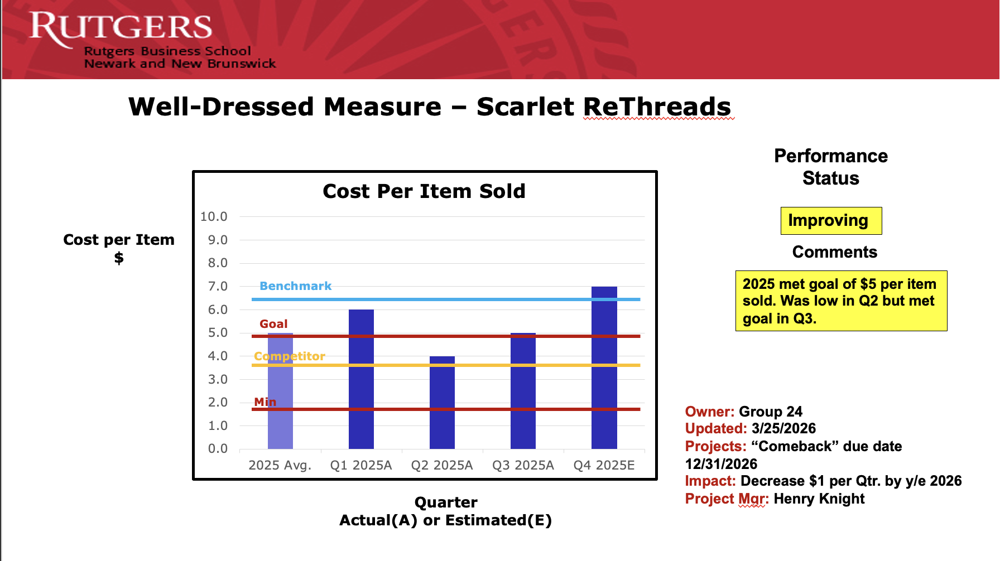 RUTGERS
Rutgers Business School
Newark and New Brunswick
Well-Dressed Measure – Scarlet ReThreads
Performance
Status
Improving
Comments
2025 met goal of $5 per item
sold. Was low in Q2 but met
goal in Q3.
Cost per Item
$
Cost Per Item Sold
10.0
9.0
8.0
7.0
6.0
5.0
4.0
3.0
2.0
1.0
0.0
Benchmark
Goal
Competitor
Min
2025 Avg.
Q1 2025A
Q2 2025A
Q3 2025A
Q4 2025E
Quarter
Actual(A) or Estimated(E)
Owner: Group 24
Updated: 3/25/2026
Projects: “Comeback” due date
12/31/2026
Impact: Decrease $1 per Qtr. by y/e 2026
Project Mgr: Henry Knight